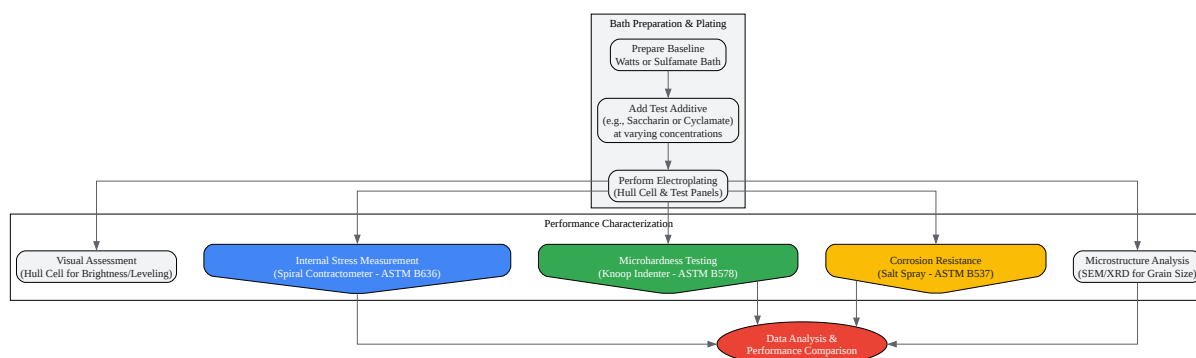 Bath Preparation & Plating
Prepare Baseline
Watts or Sulfamate Bath
Add Test Additive
(e.g., Saccharin or Cyclamate)
at varying concentrations
Perform Electroplating
(Hull Cell & Test Panels)
Performance Characterization
Visual Assessment
(Hull Cell for Brightness/Leveling)
Internal Stress Measurement
(Spiral Contractometer - ASTM B636)
Microhardness Testing
(Knoop Indenter - ASTM B578)
Corrosion Resistance
(Salt Spray - ASTM B537)
Microstructure Analysis
(SEM/XRD for Grain Size)
Data Analysis &
Performance Comparison